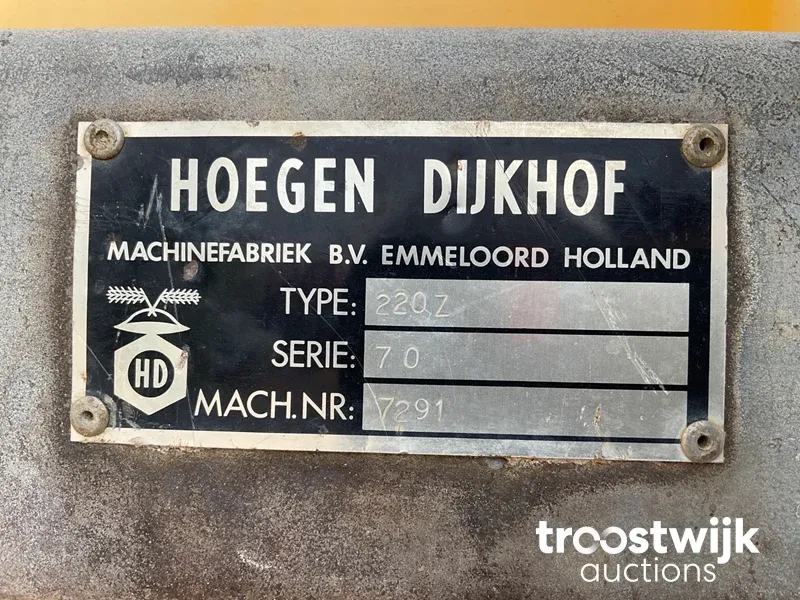 HOEGEN DIJKHOF
MACHINEFABRIEK B.V. EMMELOORD HOLLAND
TYPE: 220Z
SERIE: 70
HD
MACH.NR: 7291
troostwijk
auctions